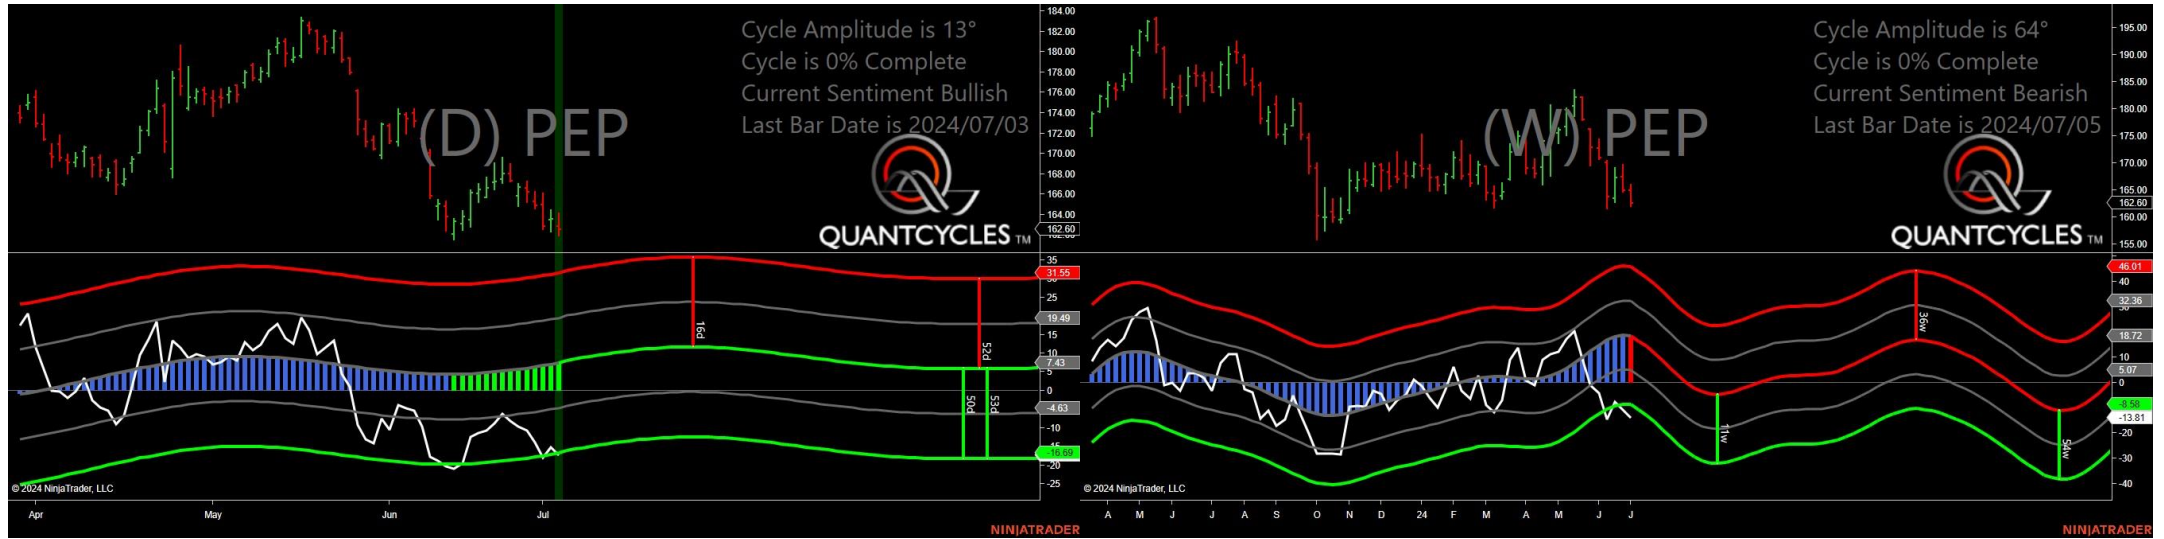 184.00
182.00
180.00
178.00
176.00
174.00
172.00
170.00
168.00
166.00
164.00
162.60
Cycle Amplitude is 13°
Cycle is 0% Complete
Current Sentiment Bullish
Last Bar Date is 2024/07/03
(D) PEP
QUANTCYCLES TM
35
31.55
25
19.49
15
10
7.43
5
0
-4.63
-10
-15
-16.69
-20
-25
16d
52d
50d
53d
© 2024 NinjaTrader, LLC
Apr May Jun Jul
NINJATRADER
195.00
190.00
185.00
180.00
175.00
170.00
165.00
162.60
160.00
155.00
Cycle Amplitude is 64°
Cycle is 0% Complete
Current Sentiment Bearish
Last Bar Date is 2024/07/05
(W) PEP
QUANTCYCLES TM
46.01
40
32.36
30
18.72
10
5.07
0
-8.58
-13.81
-20
-30
-40
36w
11w
54w
© 2024 NinjaTrader, LLC
A M J J A S O N D 24 F M A M J J
NINJATRADER